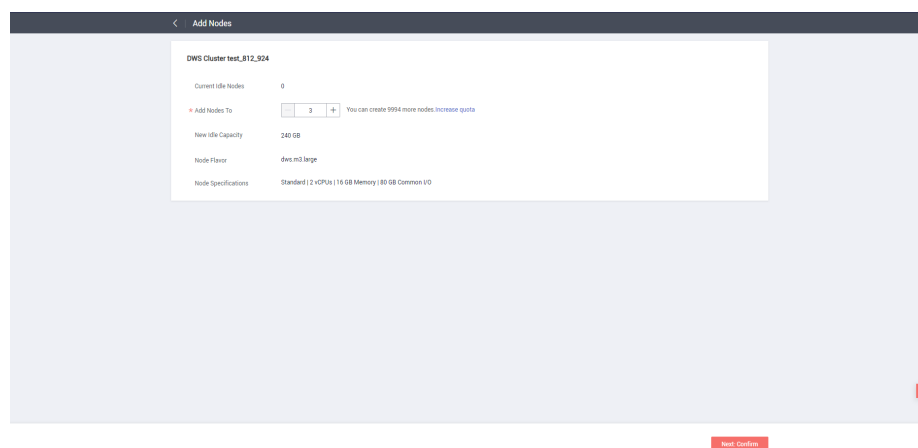 Add Nodes
DWS Cluster test_812_924
Current Idle Nodes 0
* Add Nodes To − 3 + You can create 9994 more nodes.Increase quota
New Idle Capacity 240 GB
Node Flavor dws.m3.large
Node Specifications Standard | 2 vCPUs | 16 GB Memory | 80 GB Common I/O
Next: Confirm